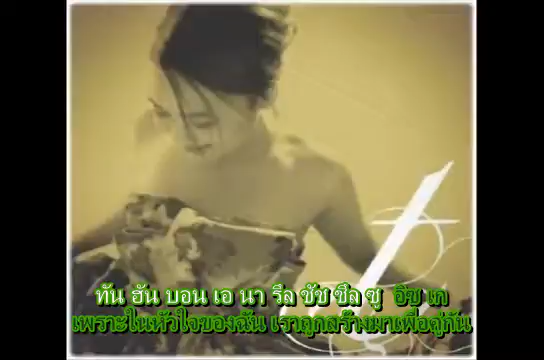 ทัน ฮัน บอน เอ นา รึล ชัช ซึล ซู อิซ เก
เพราะในหัวใจของฉัน เราถูกสร้างมาเพื่อคู่กัน